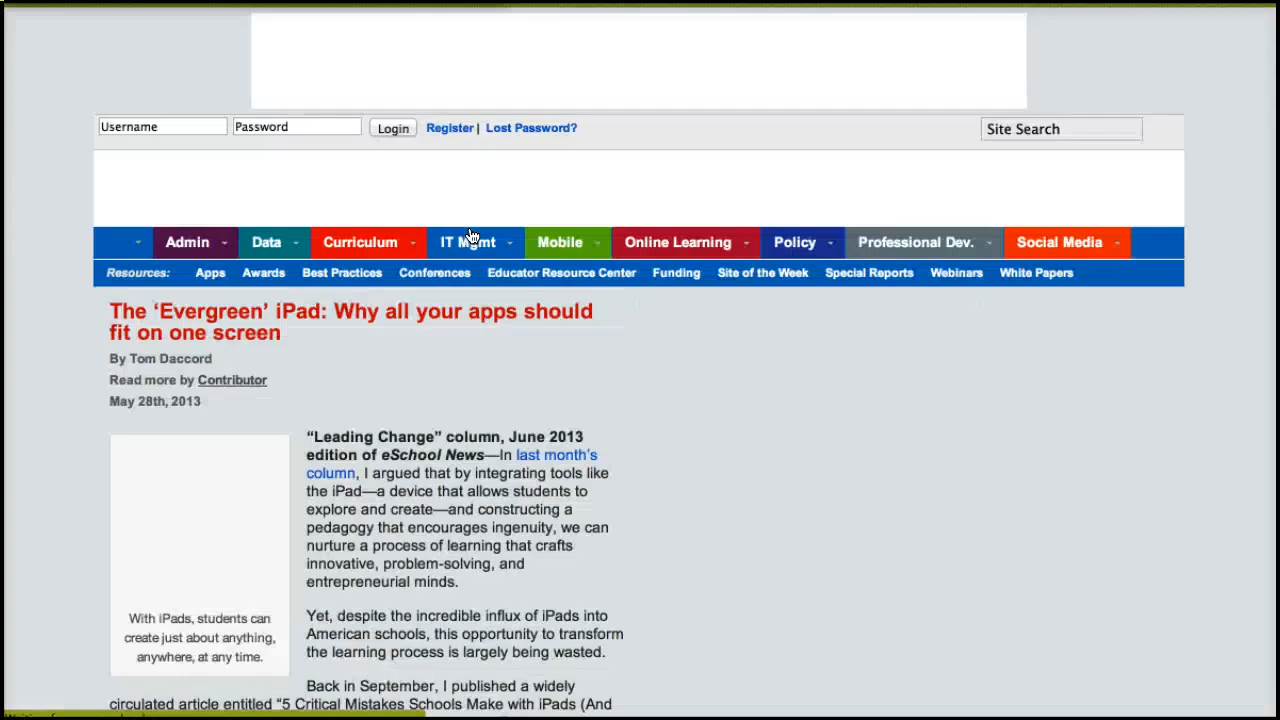 Username Password Login Register | Lost Password? Site Search
Admin Data Curriculum IT Mgmt Mobile Online Learning Policy Professional Dev. Social Media
Resources: Apps Awards Best Practices Conferences Educator Resource Center Funding Site of the Week Special Reports Webinars White Papers
The ‘Evergreen’ iPad: Why all your apps should
fit on one screen
By Tom Daccord
Read more by Contributor
May 28th, 2013
With iPads, students can
create just about anything,
anywhere, at any time.
“Leading Change” column, June 2013
edition of eSchool News—In last month’s
column, I argued that by integrating tools like
the iPad—a device that allows students to
explore and create—and constructing a
pedagogy that encourages ingenuity, we can
nurture a process of learning that crafts
innovative, problem-solving, and
entrepreneurial minds.
Yet, despite the incredible influx of iPads into
American schools, this opportunity to transform
the learning process is largely being wasted.
Back in September, I published a widely
circulated article entitled “5 Critical Mistakes Schools Make with iPads (And